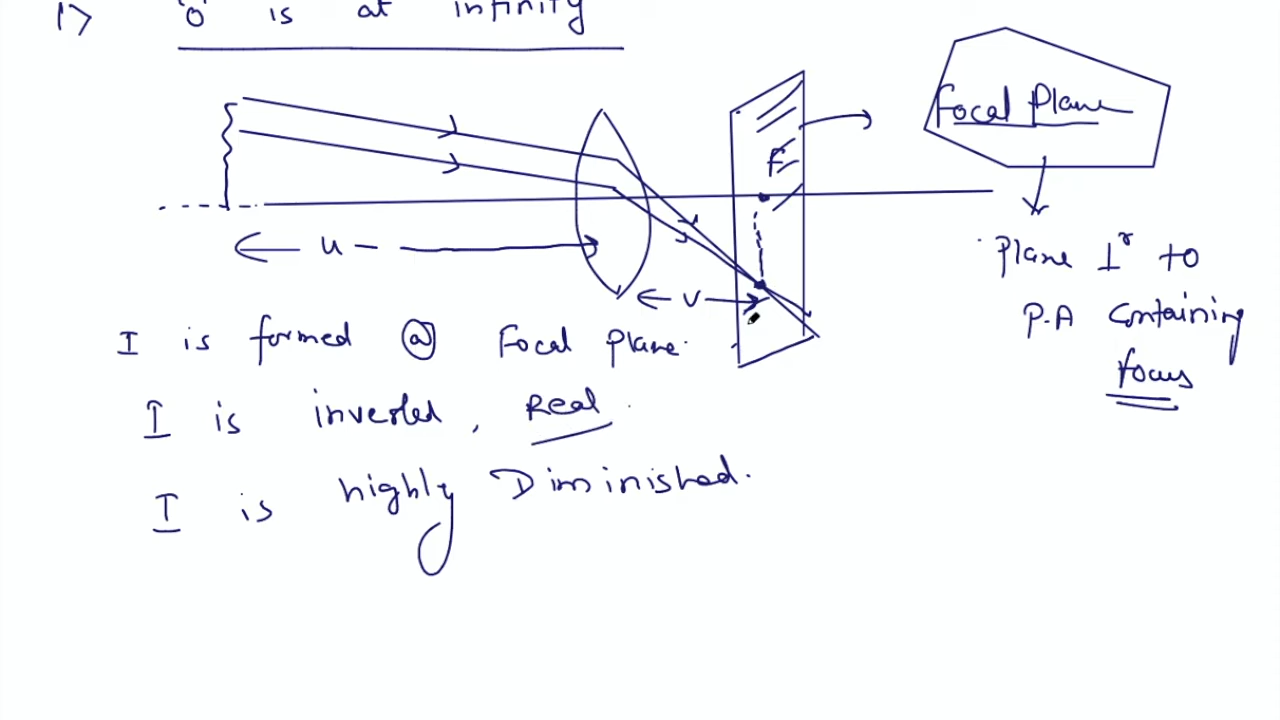 1> 'O' is at infinity
Focal Plane
F
u
v
Plane ⊥r to
P.A Containing
focus
I is formed @ Focal Plane.
I is inverted, Real.
I is highly Diminished.